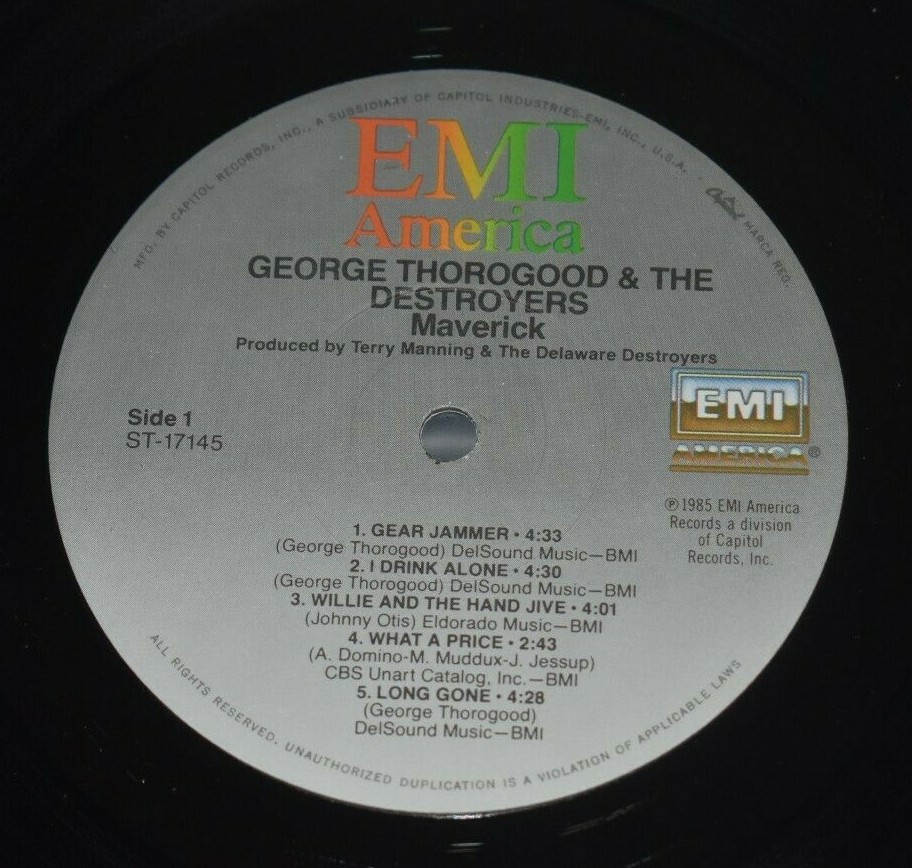 MFG. BY CAPITOL RECORDS, INC., A SUBSIDIARY OF CAPITOL INDUSTRIES-EMI, INC., U.S.A. · Capitol MARCA REG.
EMI
America
GEORGE THOROGOOD & THE
DESTROYERS
Maverick
Produced by Terry Manning & The Delaware Destroyers
Side 1
ST-17145
EMI
AMERICA®
℗1985 EMI America
Records a division
of Capitol
Records, Inc.
1. GEAR JAMMER • 4:33
(George Thorogood) DelSound Music—BMI
2. I DRINK ALONE • 4:30
(George Thorogood) DelSound Music—BMI
3. WILLIE AND THE HAND JIVE • 4:01
(Johnny Otis) Eldorado Music—BMI
4. WHAT A PRICE • 2:43
(A. Domino-M. Muddux-J. Jessup)
CBS Unart Catalog, Inc.—BMI
5. LONG GONE • 4:28
(George Thorogood)
DelSound Music—BMI
ALL RIGHTS RESERVED. UNAUTHORIZED DUPLICATION IS A VIOLATION OF APPLICABLE LAWS